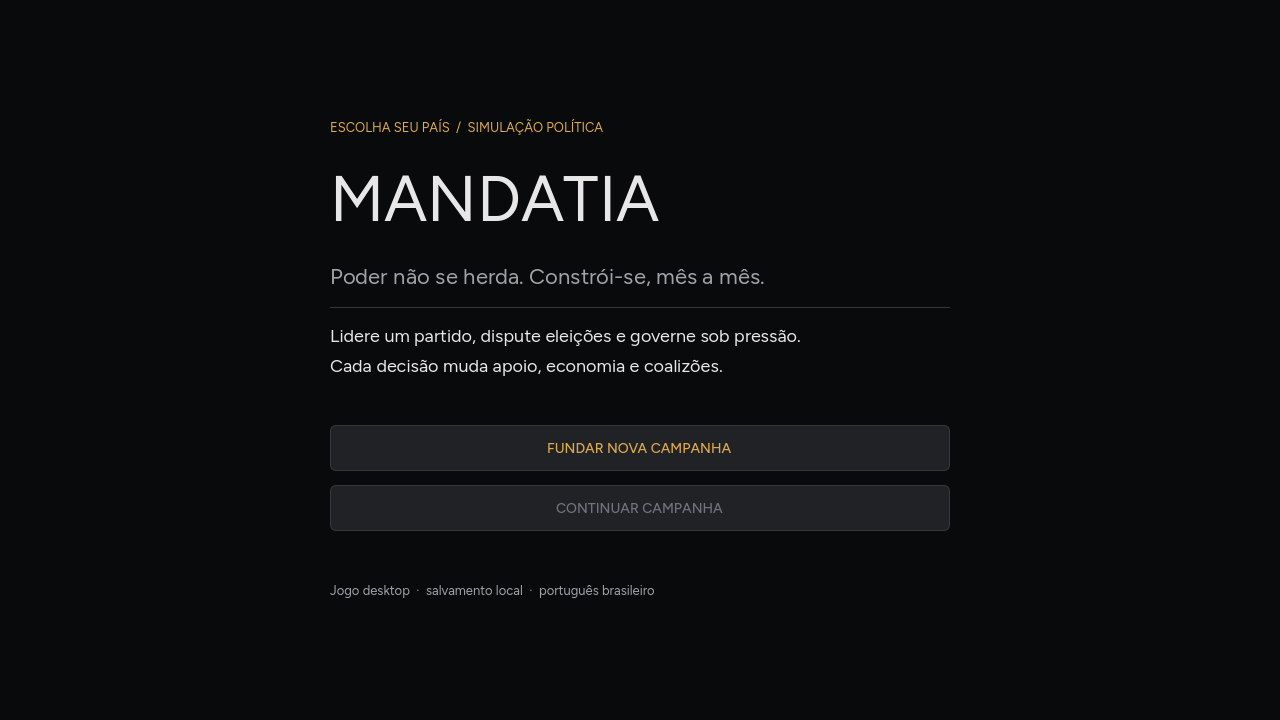 ESCOLHA SEU PAÍS / SIMULAÇÃO POLÍTICA
MANDATIA
Poder não se herda. Constrói-se, mês a mês.
Lidere um partido, dispute eleições e governe sob pressão.
Cada decisão muda apoio, economia e coalizões.
FUNDAR NOVA CAMPANHA
CONTINUAR CAMPANHA
Jogo desktop · salvamento local · português brasileiro